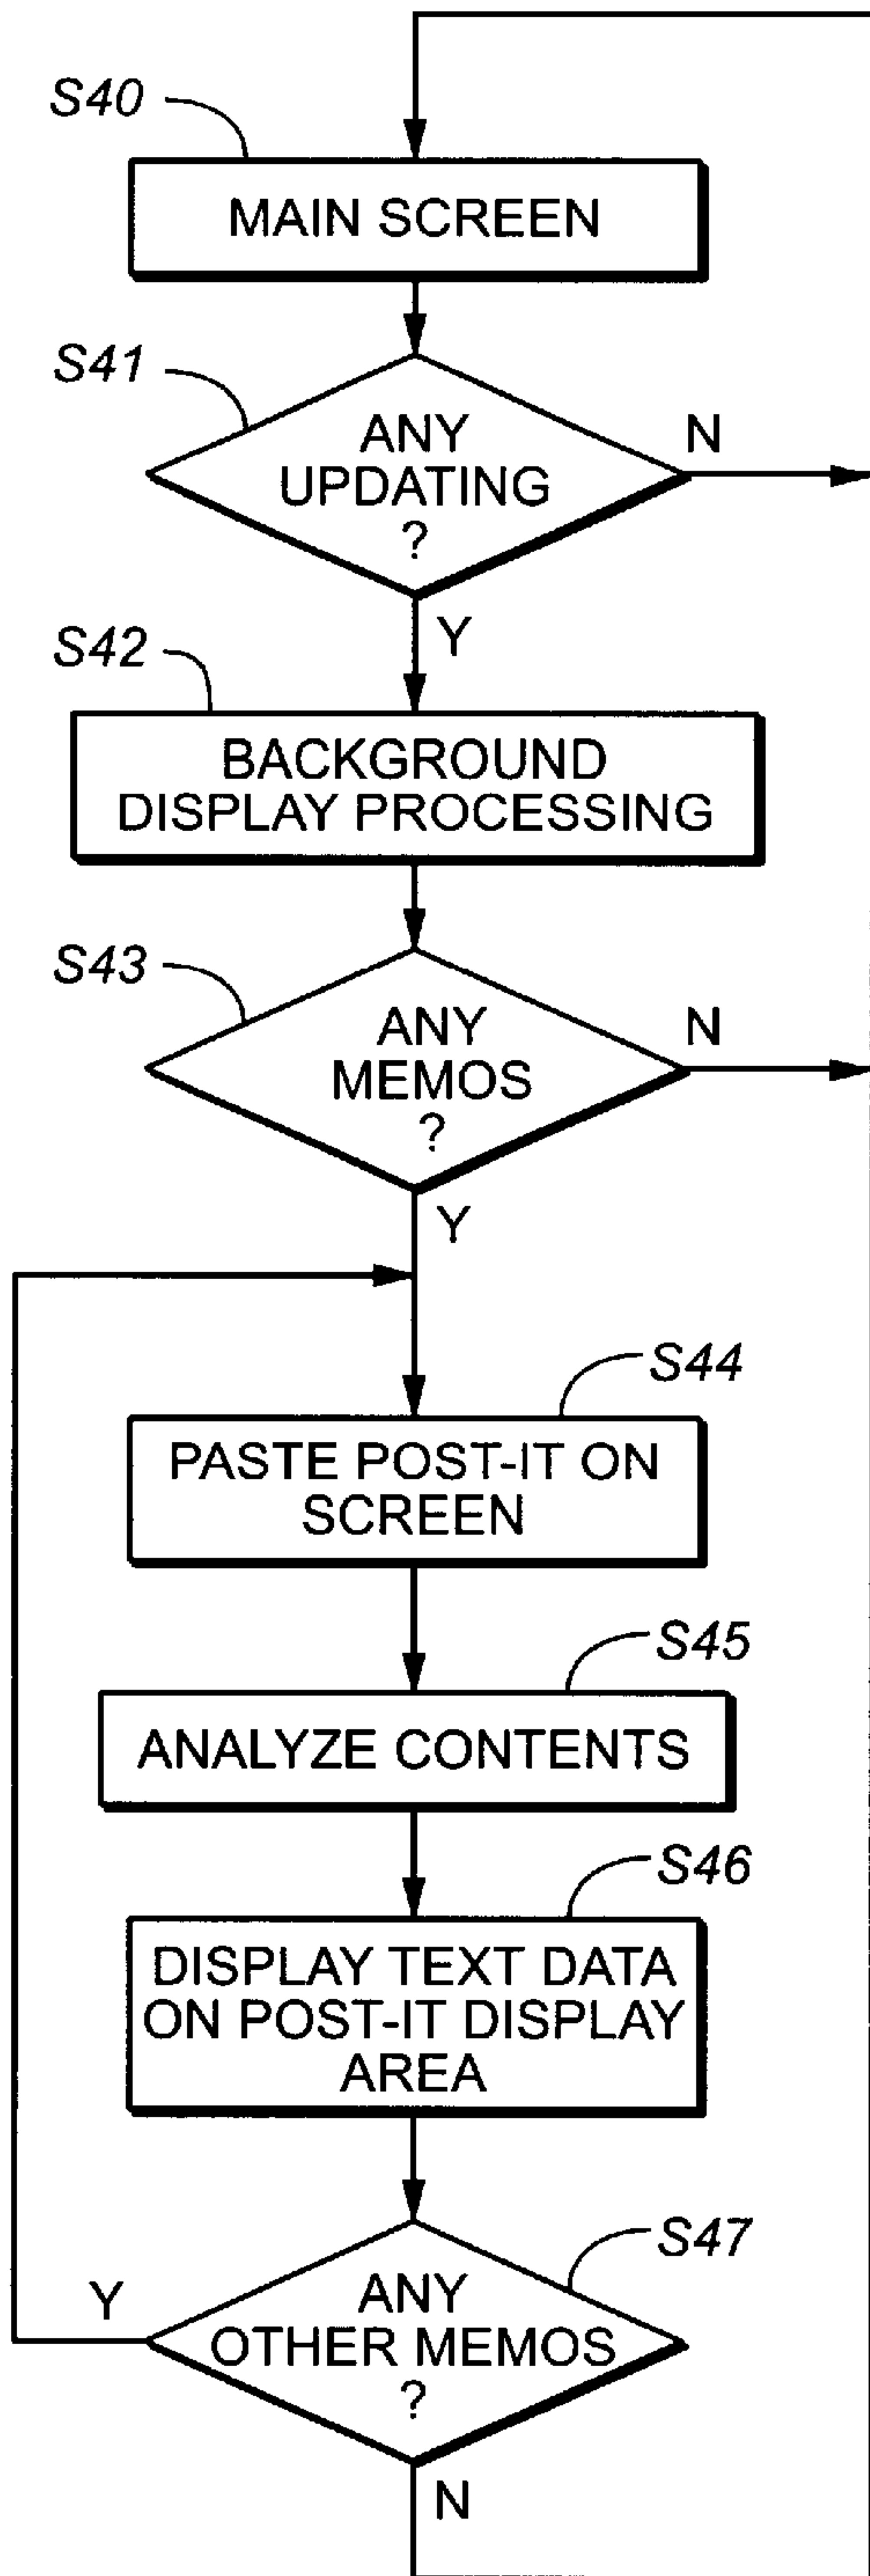 S40
MAIN SCREEN
S41
ANY
UPDATING
?
N
Y
S42
BACKGROUND
DISPLAY PROCESSING
S43
ANY
MEMOS
?
N
Y
S44
PASTE POST-IT ON
SCREEN
S45
ANALYZE CONTENTS
S46
DISPLAY TEXT DATA
ON POST-IT DISPLAY
AREA
S47
Y
ANY
OTHER MEMOS
?
N